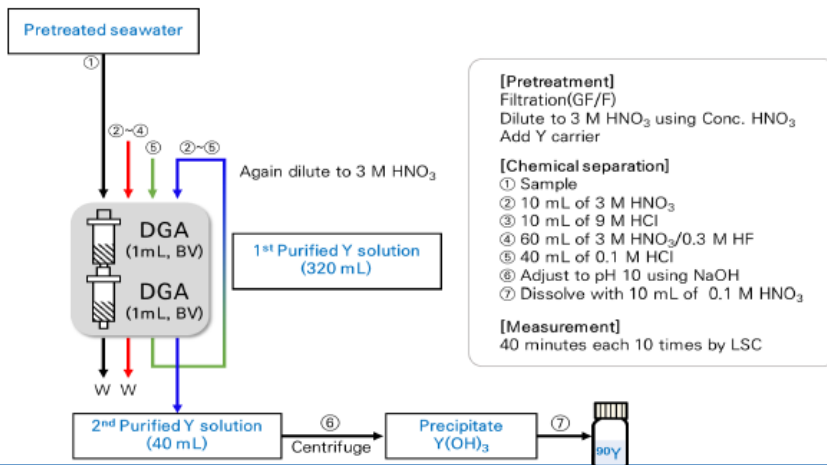 Pretreated seawater
①
②~④
⑤
②~⑤
Again dilute to 3 M HNO₃
DGA
(1mL, BV)
DGA
(1mL, BV)
1st Purified Y solution
(320 mL)
W W
2nd Purified Y solution
(40 mL)
⑥
Centrifuge
Precipitate
Y(OH)₃
⑦
⁹⁰Y
[Pretreatment]
Filtration(GF/F)
Dilute to 3 M HNO₃ using Conc. HNO₃
Add Y carrier
[Chemical separation]
① Sample
② 10 mL of 3 M HNO₃
③ 10 mL of 9 M HCl
④ 60 mL of 3 M HNO₃/0.3 M HF
⑤ 40 mL of 0.1 M HCl
⑥ Adjust to pH 10 using NaOH
⑦ Dissolve with 10 mL of 0.1 M HNO₃
[Measurement]
40 minutes each 10 times by LSC